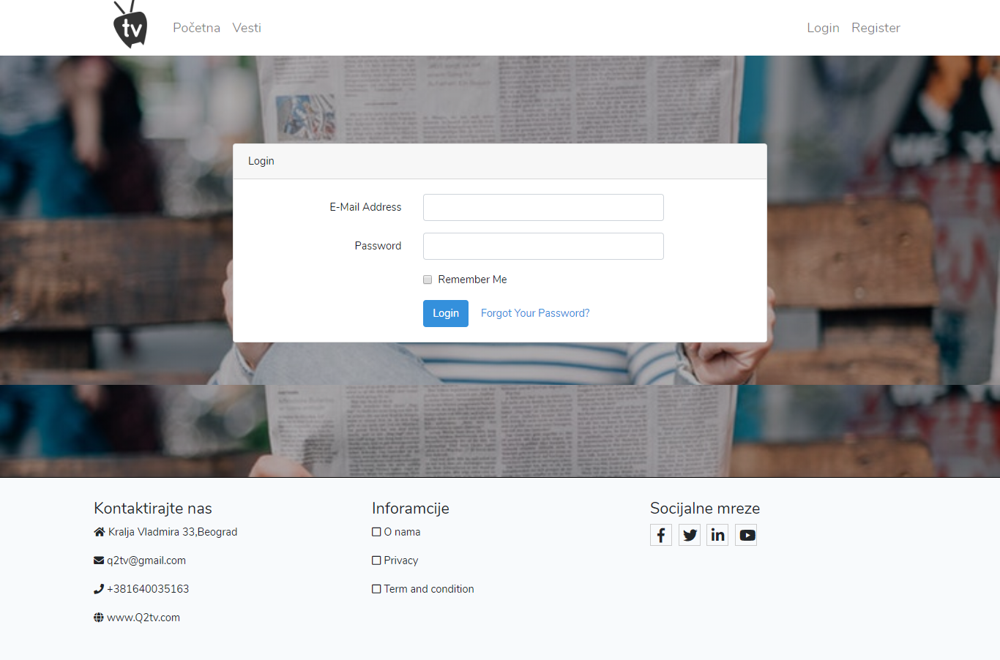 tv
Početna Vesti Login Register
Login
E-Mail Address
Password
Remember Me
Login Forgot Your Password?
Kontaktirajte nas
Kralja Vladmira 33,Beograd
q2tv@gmail.com
+381640035163
www.Q2tv.com
Inforamcije
O nama
Privacy
Term and condition
Socijalne mreze